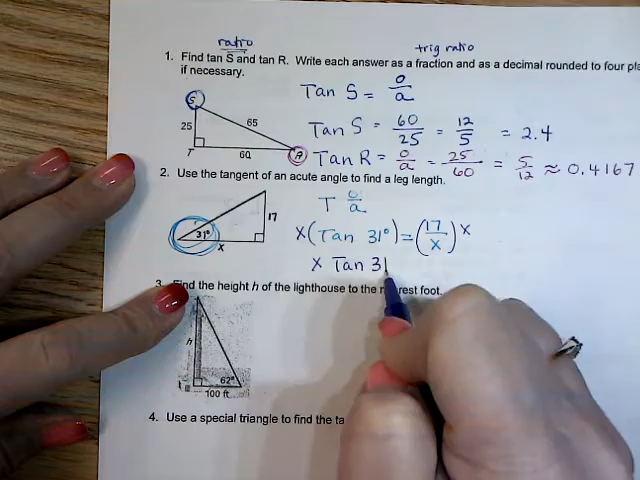 ratio
trig ratio
1. Find tan S and tan R. Write each answer as a fraction and as a decimal rounded to four
if necessary.
S
25
65
T
60
R
Tan S = o/a
Tan S = 60/25 = 12/5 = 2.4
Tan R = o/a = 25/60 = 5/12 ≈ 0.4167
2. Use the tangent of an acute angle to find a leg length.
31°
17
x
T o/a
x(Tan 31°) = (17/x)x
x Tan 31
3. Find the height h of the lighthouse to the nearest foot.
h
62°
100 ft
4. Use a special triangle to find the